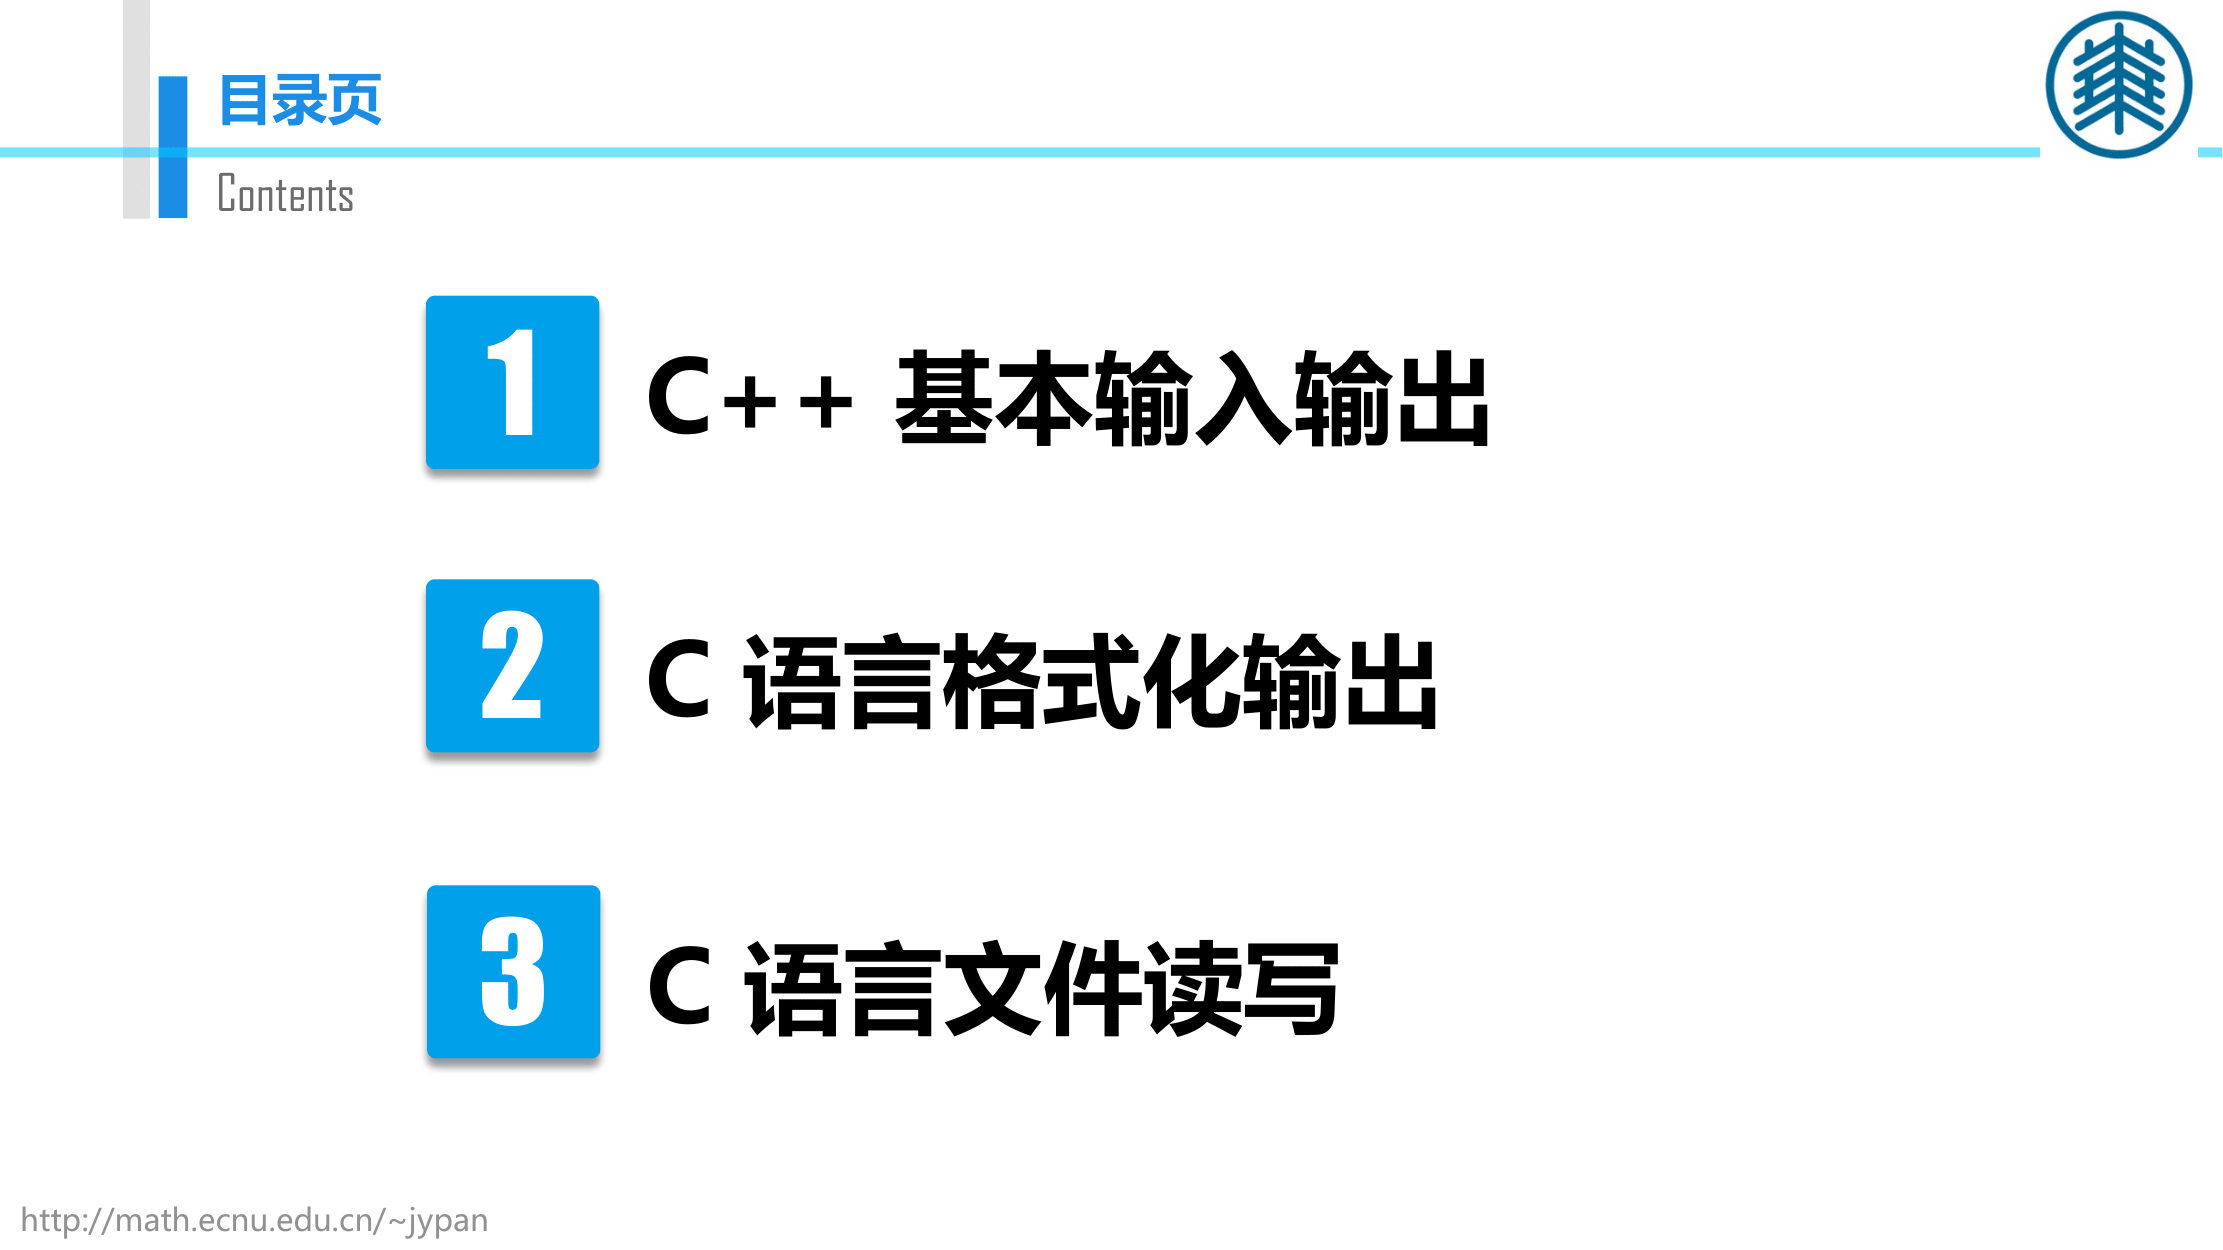 目录页
Contents
1
C++ 基本输入输出
2
C 语言格式化输出
3
C 语言文件读写
http://math.ecnu.edu.cn/~jypan